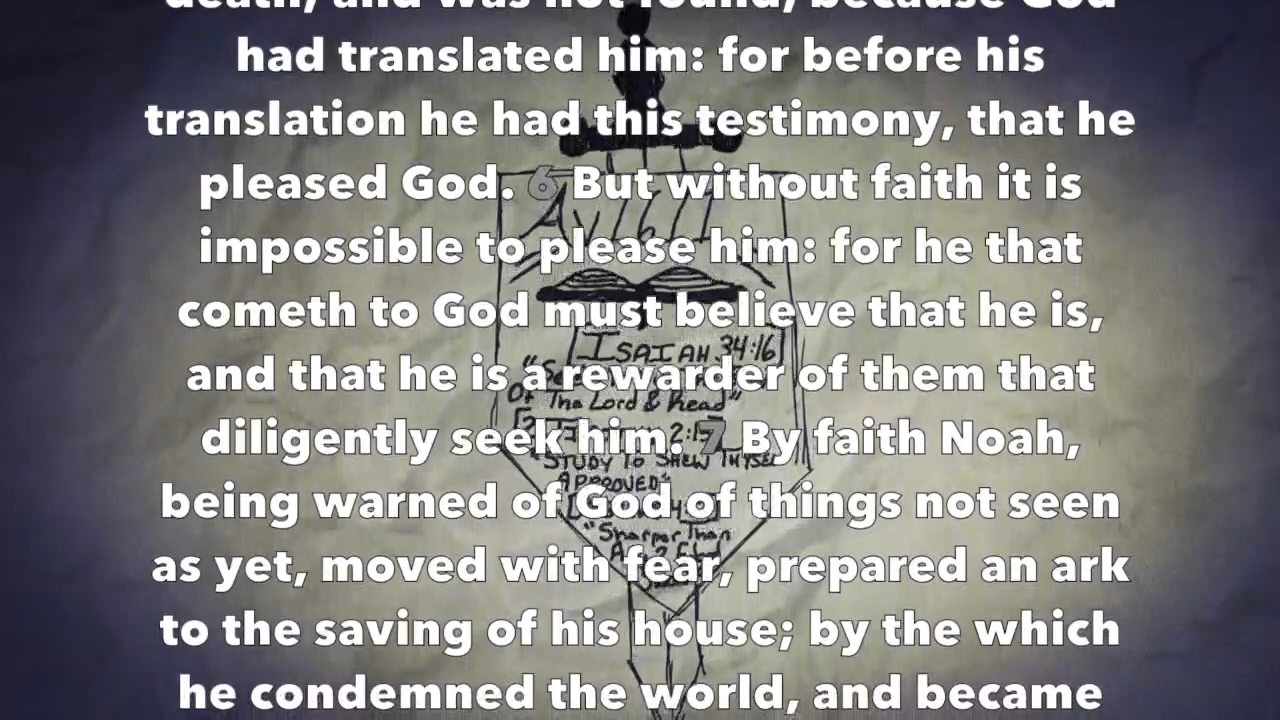 death, and was not found, because God
had translated him: for before his
translation he had this testimony, that he
pleased God. 6 But without faith it is
impossible to please him: for he that
cometh to God must believe that he is,
and that he is a rewarder of them that
diligently seek him. 7 By faith Noah,
being warned of God of things not seen
as yet, moved with fear, prepared an ark
to the saving of his house; by the which
he condemned the world, and became
AV1611
[ISAIAH 34:16]
Of The Lord & Read"
2:15
"STUDY TO SHEW THYSELF
APPROVED"
"Sharper Than